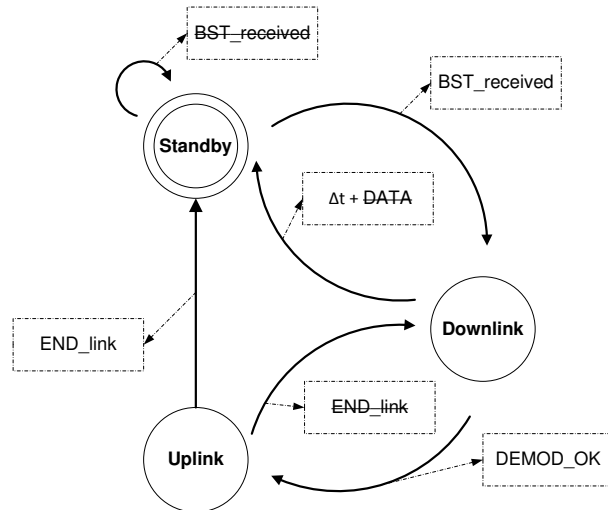 BST_received
BST_received
Standby
Δt + DATA
END_link
Downlink
END_link
Uplink
DEMOD_OK